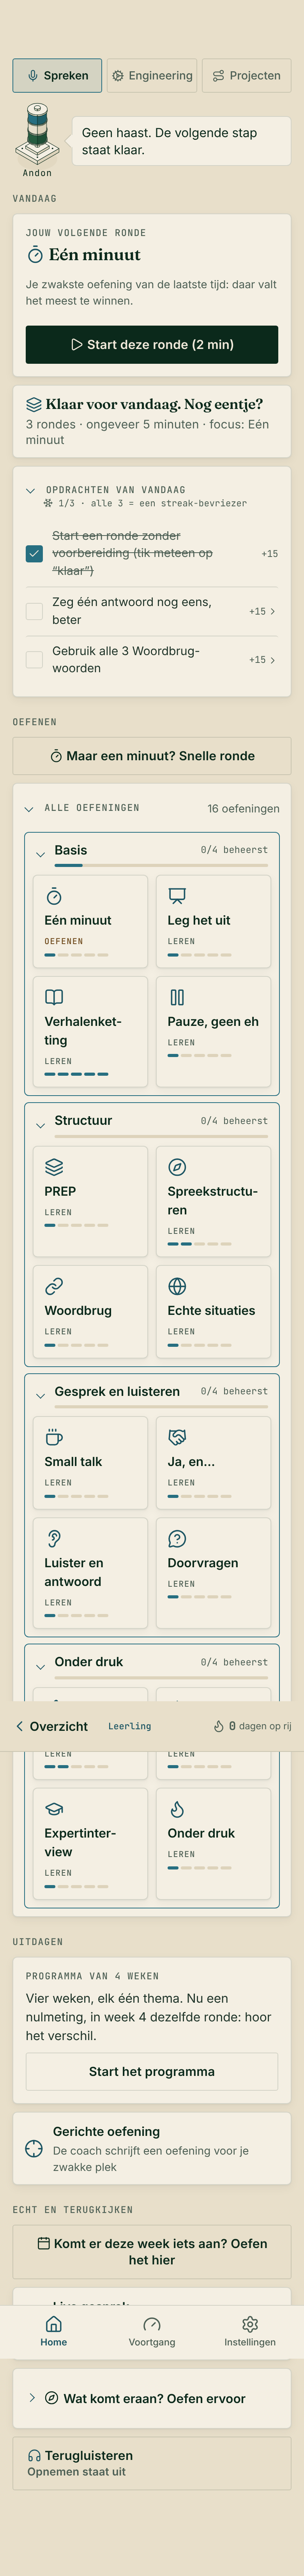 Spreken
Engineering
Projecten
Geen haast. De volgende stap
staat klaar.
Andon
VANDAAG
JOUW VOLGENDE RONDE
Eén minuut
Je zwakste oefening van de laatste tijd: daar valt
het meest te winnen.
Start deze ronde (2 min)
Klaar voor vandaag. Nog eentje?
3 rondes · ongeveer 5 minuten · focus: Eén
minuut
OPDRACHTEN VAN VANDAAG
1/3 · alle 3 = een streak-bevriezer
Start een ronde zonder
voorbereiding (tik meteen op
“klaar”)
+15
Zeg één antwoord nog eens,
beter
+15
Gebruik alle 3 Woordbrug-
woorden
+15
OEFENEN
Maar een minuut? Snelle ronde
ALLE OEFENINGEN
16 oefeningen
Basis
0/4 beheerst
Eén minuut
OEFENEN
Leg het uit
LEREN
Verhalenket-
ting
LEREN
Pauze, geen eh
LEREN
Structuur
0/4 beheerst
PREP
LEREN
Spreekstructu-
ren
LEREN
Woordbrug
LEREN
Echte situaties
LEREN
Gesprek en luisteren
0/4 beheerst
Small talk
LEREN
Ja, en…
LEREN
Luister en
antwoord
LEREN
Doorvragen
LEREN
Onder druk
0/4 beheerst
Overzicht
Leerling
0 dagen op rij
LEREN
LEREN
Expertinter-
view
LEREN
Onder druk
LEREN
UITDAGEN
PROGRAMMA VAN 4 WEKEN
Vier weken, elk één thema. Nu een
nulmeting, in week 4 dezelfde ronde: hoor
het verschil.
Start het programma
Gerichte oefening
De coach schrijft een oefening voor je
zwakke plek
ECHT EN TERUGKIJKEN
Komt er deze week iets aan? Oefen
het hier
Home
Voortgang
Instellingen
Wat komt eraan? Oefen ervoor
Terugluisteren
Opnemen staat uit